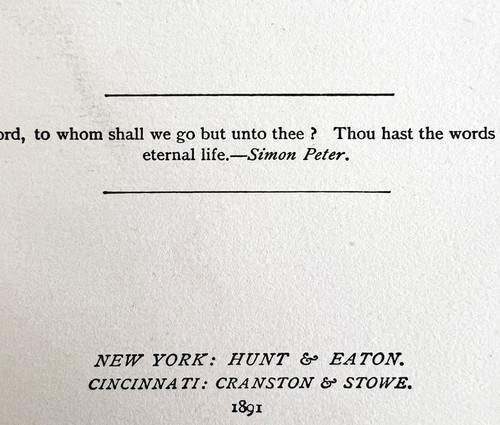 ord, to whom shall we go but unto thee? Thou hast the words
eternal life.—Simon Peter.
NEW YORK: HUNT & EATON.
CINCINNATI: CRANSTON & STOWE.
1891